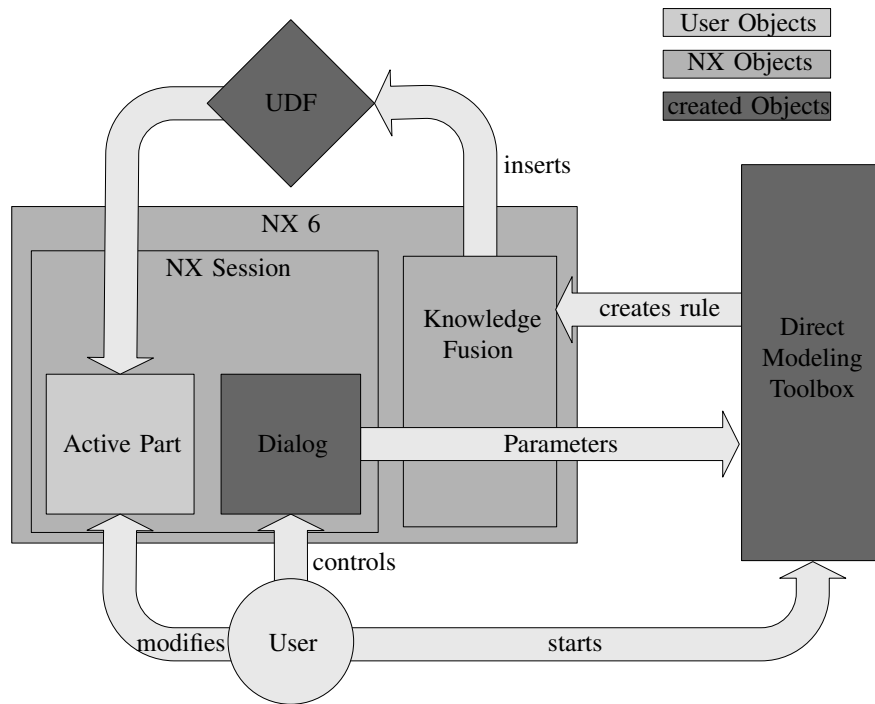 User Objects
NX Objects
created Objects
UDF
inserts
NX 6
NX Session
Knowledge
Fusion
creates rule
Direct
Modeling
Toolbox
Active Part
Dialog
Parameters
controls
modifies
User
starts